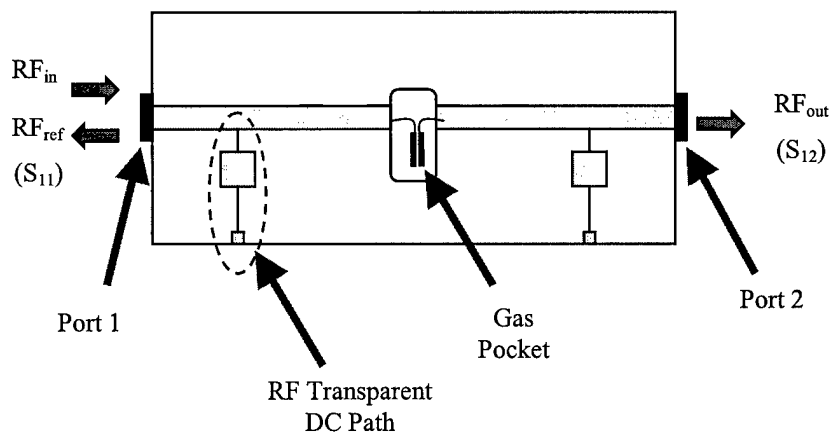 RFin
RFref
(S11)
RFout
(S12)
Port 1
Port 2
Gas
Pocket
RF Transparent
DC Path